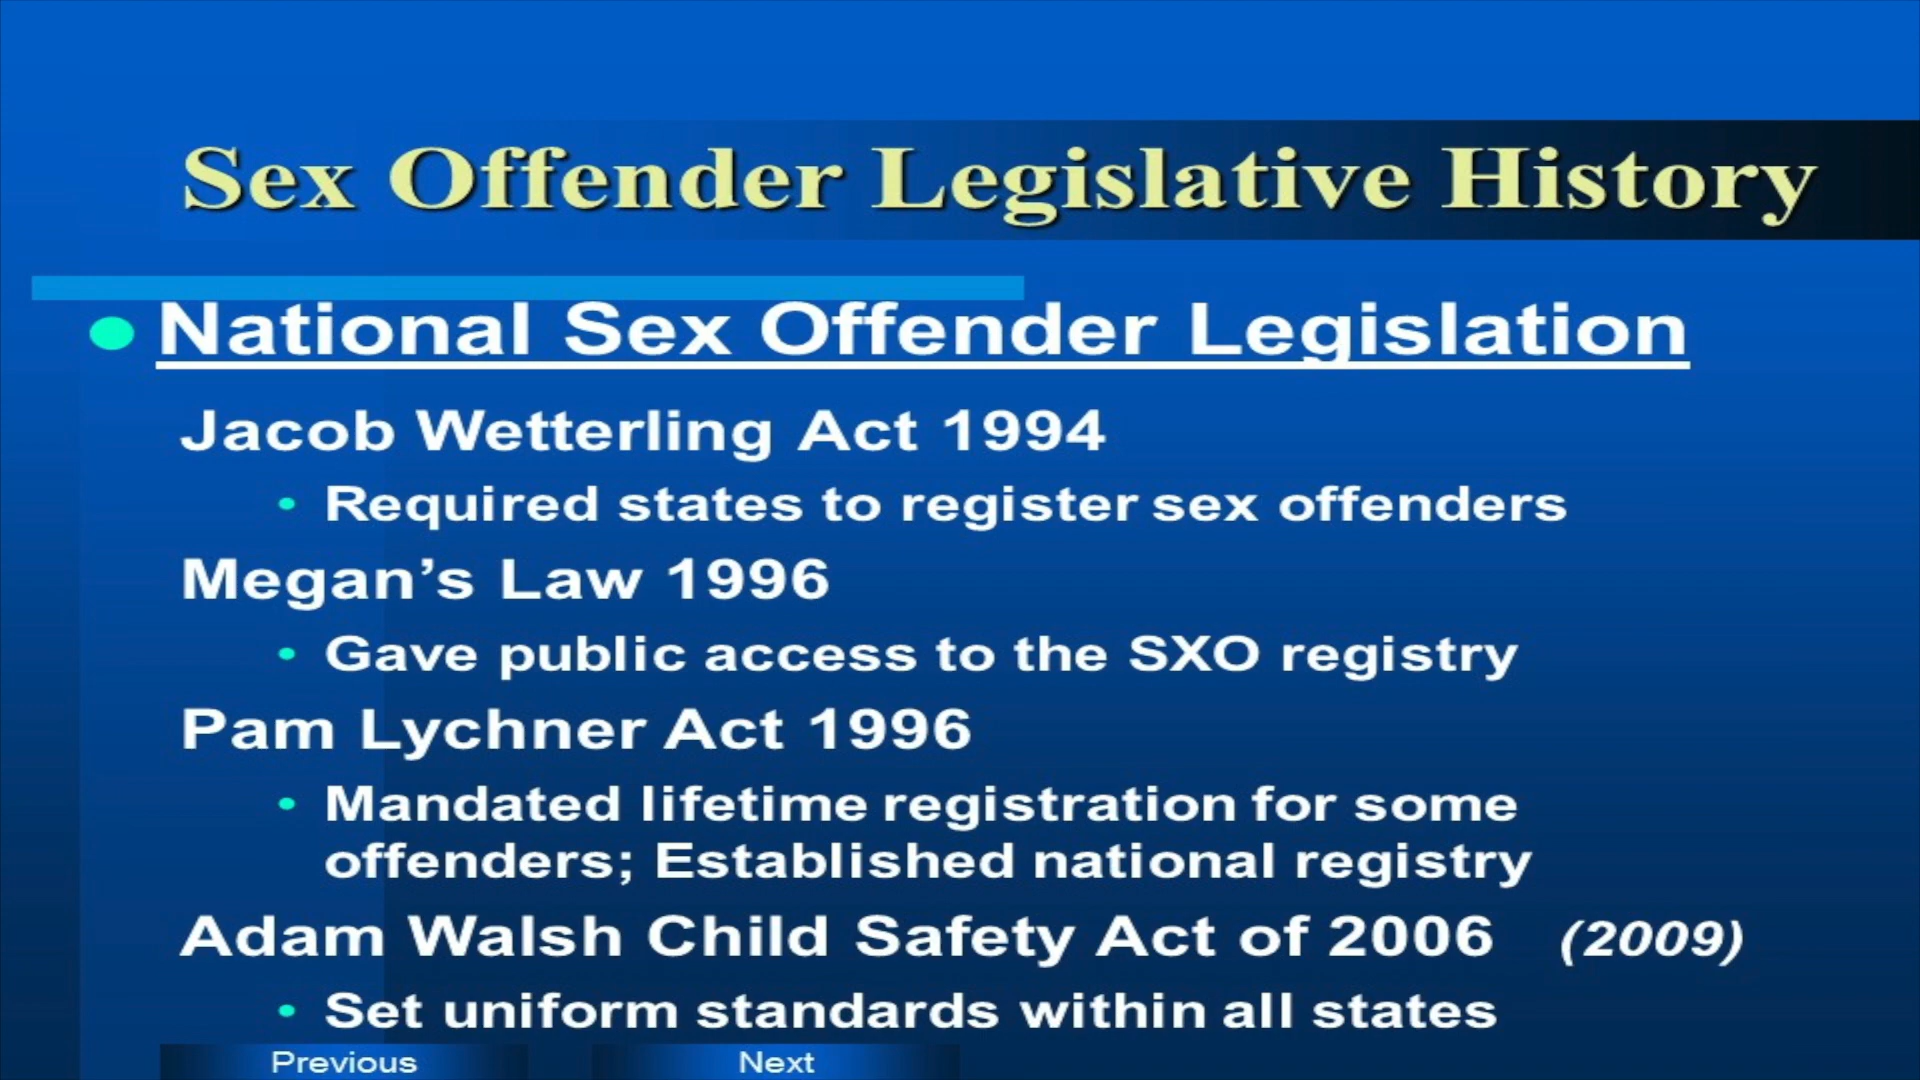 Sex Offender Legislative History
National Sex Offender Legislation
Jacob Wetterling Act 1994
• Required states to register sex offenders
Megan’s Law 1996
• Gave public access to the SXO registry
Pam Lychner Act 1996
• Mandated lifetime registration for some
offenders; Established national registry
Adam Walsh Child Safety Act of 2006 (2009)
• Set uniform standards within all states
Previous Next